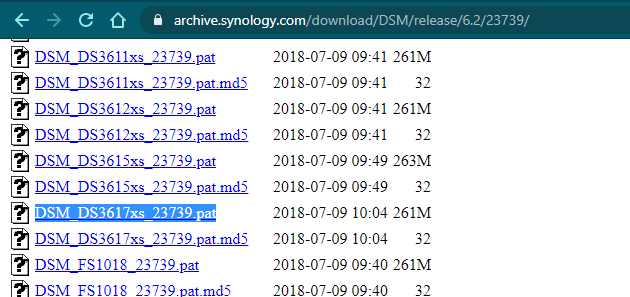 archive.synology.com/download/DSM/release/6.2/23739/
DSM_DS3611xs_23739.pat 2018-07-09 09:41 261M
DSM_DS3611xs_23739.pat.md5 2018-07-09 09:41 32
DSM_DS3612xs_23739.pat 2018-07-09 09:41 261M
DSM_DS3612xs_23739.pat.md5 2018-07-09 09:41 32
DSM_DS3615xs_23739.pat 2018-07-09 09:49 263M
DSM_DS3615xs_23739.pat.md5 2018-07-09 09:49 32
DSM_DS3617xs_23739.pat 2018-07-09 10:04 261M
DSM_DS3617xs_23739.pat.md5 2018-07-09 10:04 32
DSM_FS1018_23739.pat 2018-07-09 09:40 261M
DSM_FS1018_23739.pat.md5 2018-07-09 09:40 32